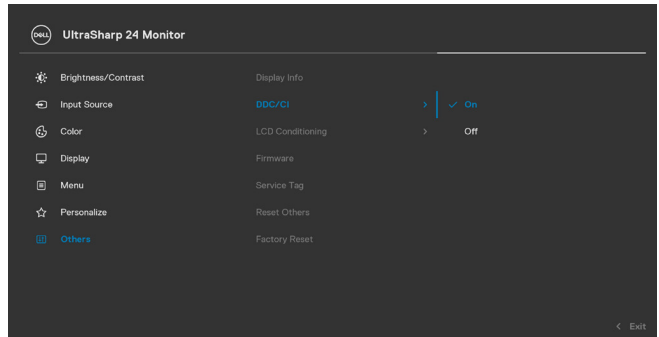 DELL UltraSharp 24 Monitor
Brightness/Contrast Display Info
Input Source DDC/CI > ✓ On
Color LCD Conditioning > Off
Display Firmware
Menu Service Tag
Personalize Reset Others
Others Factory Reset
< Exit